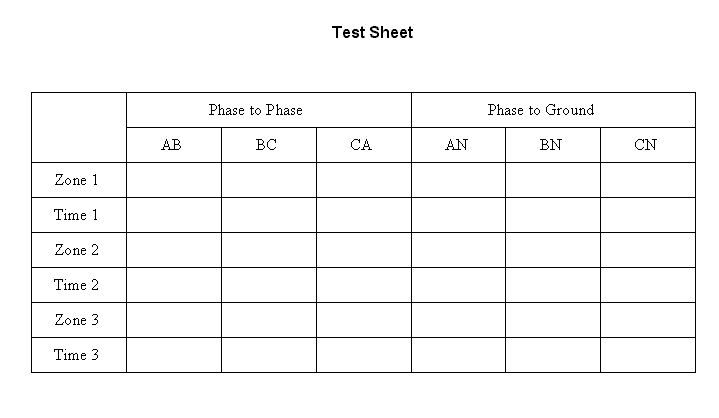 Test Sheet
Phase to Phase Phase to Ground
AB BC CA AN BN CN
Zone 1
Time 1
Zone 2
Time 2
Zone 3
Time 3